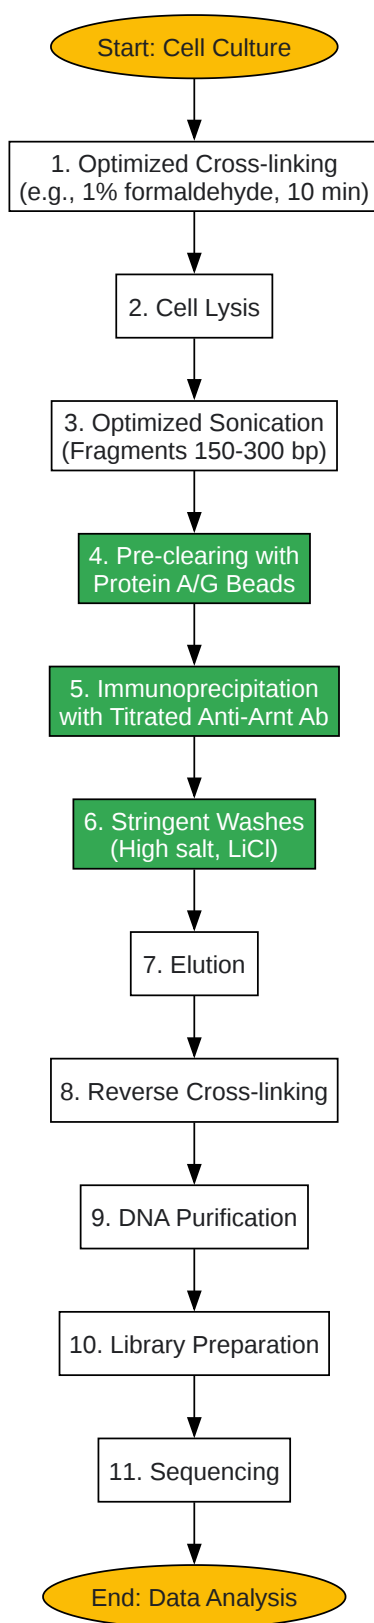 Start: Cell Culture
1. Optimized Cross-linking
(e.g., 1% formaldehyde, 10 min)
2. Cell Lysis
3. Optimized Sonication
(Fragments 150-300 bp)
4. Pre-clearing with
Protein A/G Beads
5. Immunoprecipitation
with Titrated Anti-Arnt Ab
6. Stringent Washes
(High salt, LiCl)
7. Elution
8. Reverse Cross-linking
9. DNA Purification
10. Library Preparation
11. Sequencing
End: Data Analysis